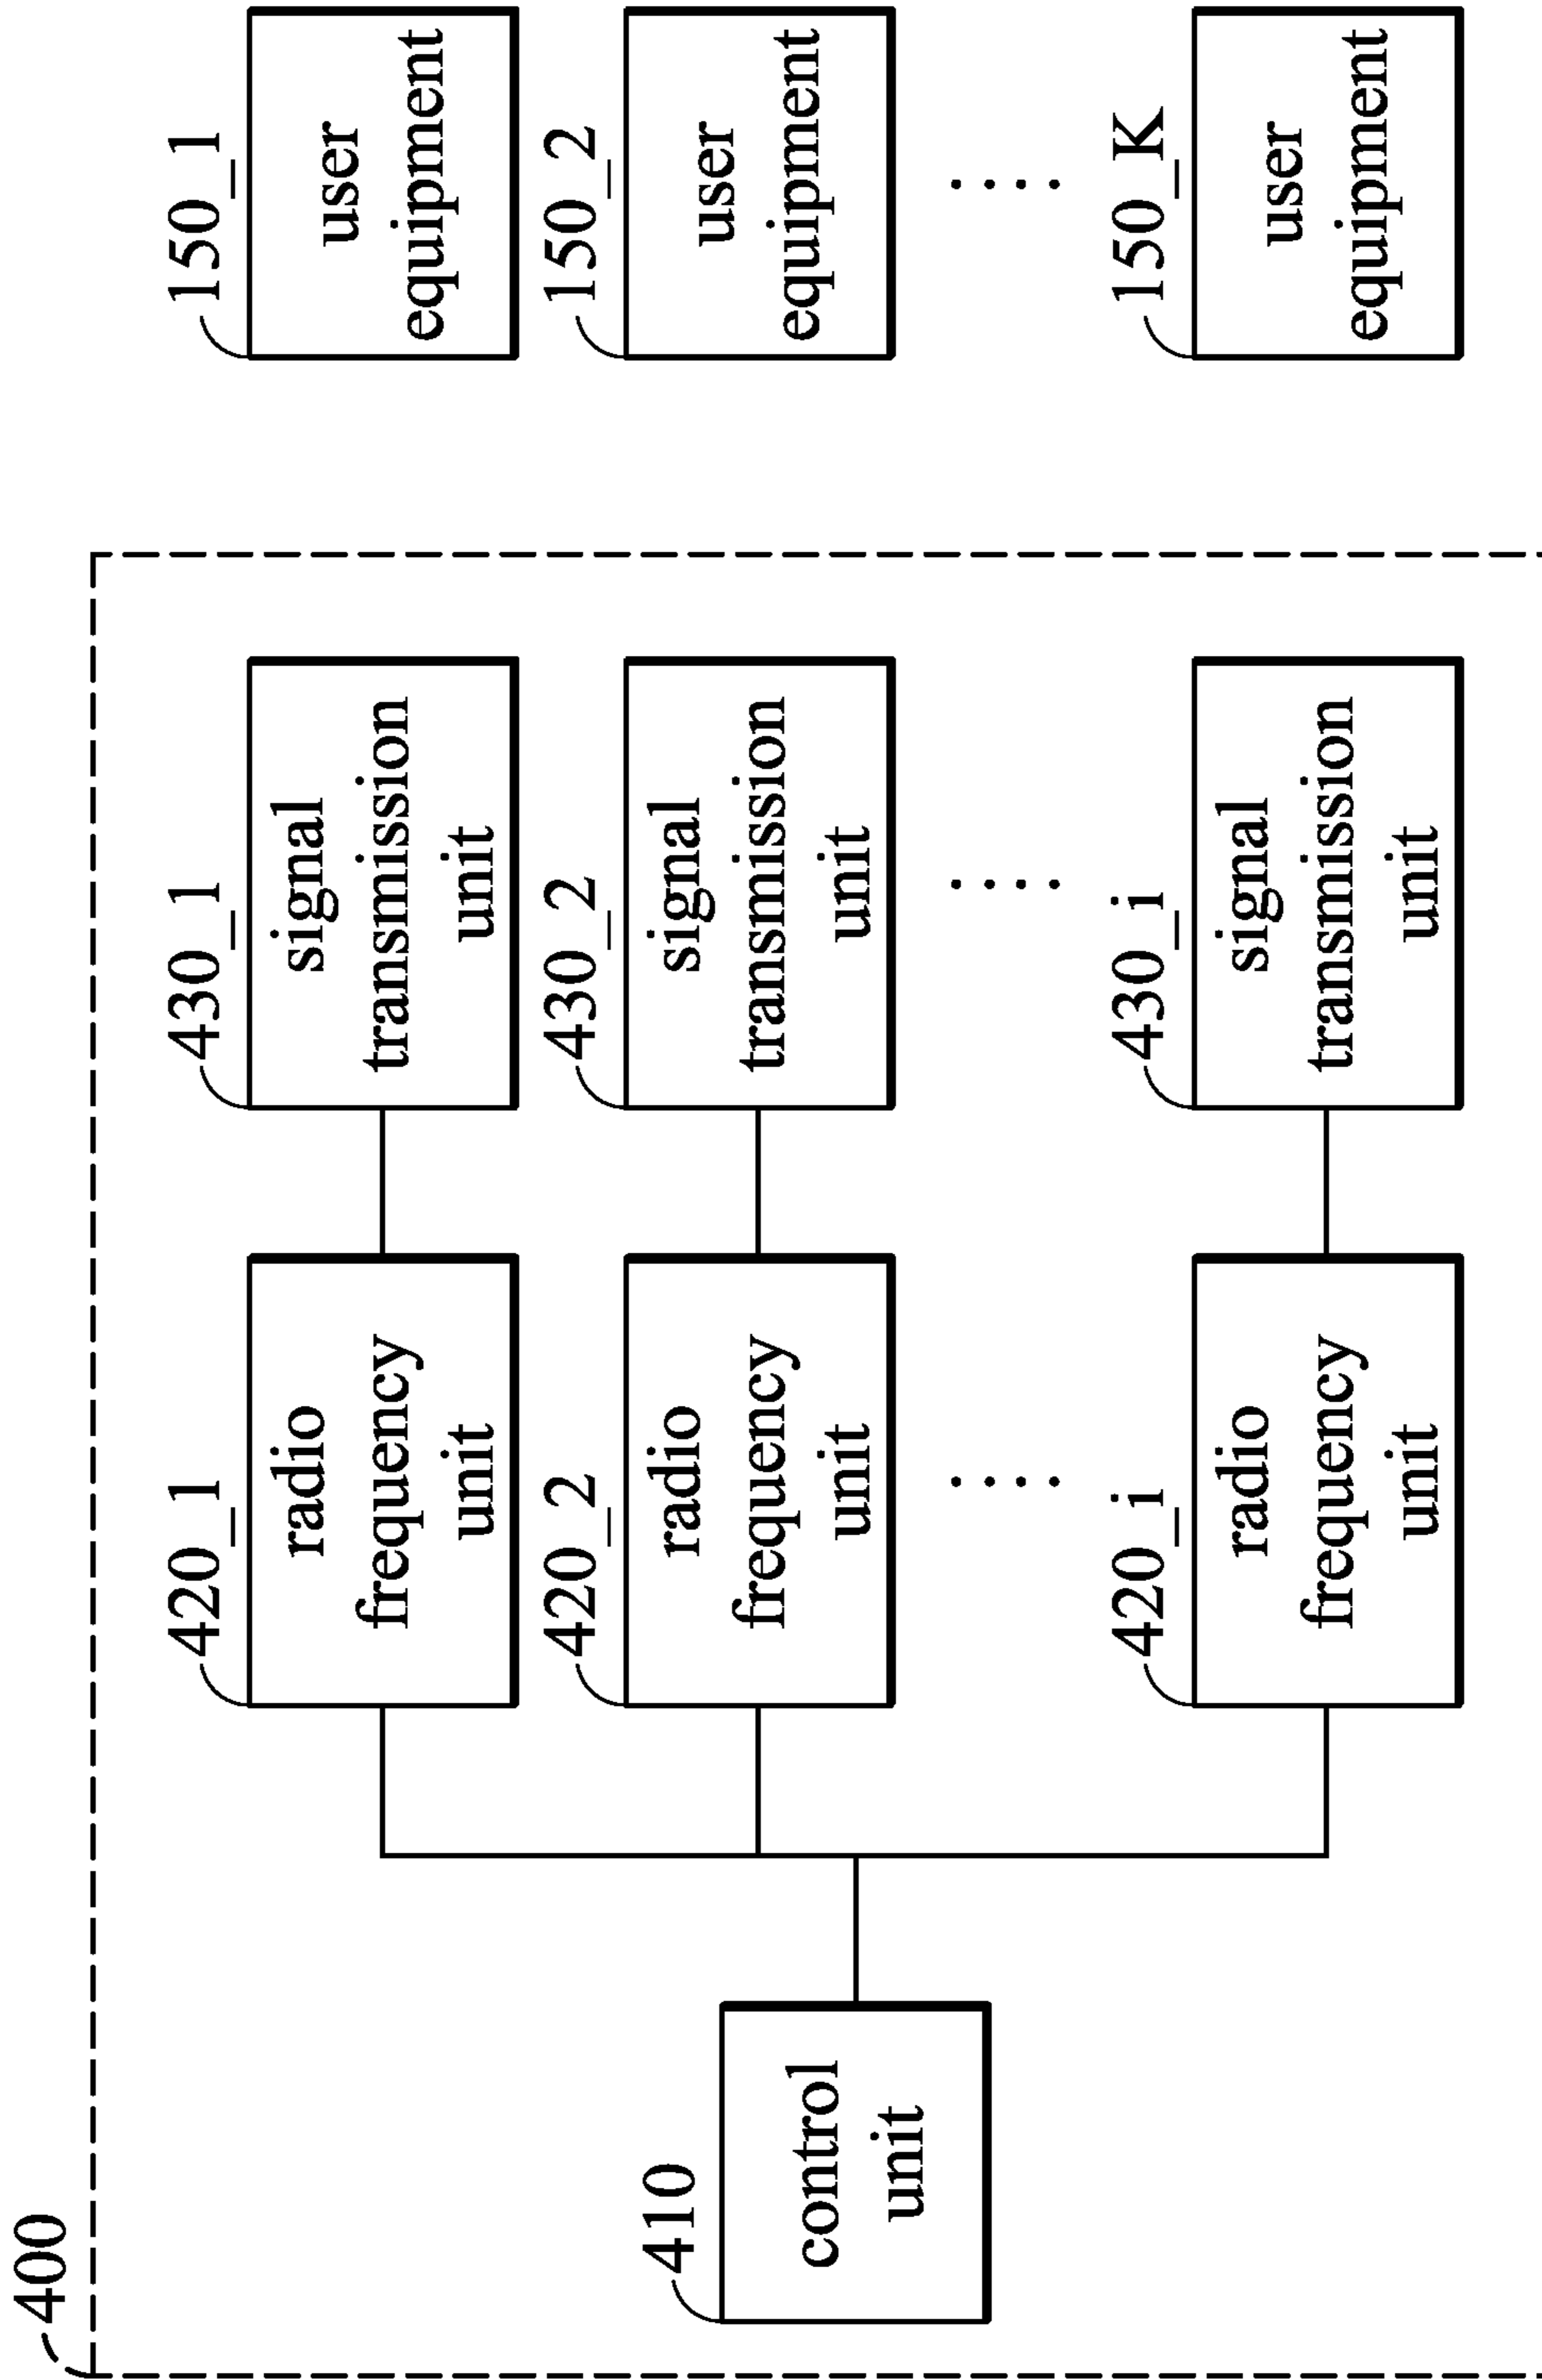 400
410
control
unit
420_1
radio
frequency
unit
430_1
signal
transmission
unit
150_1
user
equipment
420_2
radio
frequency
unit
430_2
signal
transmission
unit
150_2
user
equipment
420_i
radio
frequency
unit
430_i
signal
transmission
unit
150_K
user
equipment